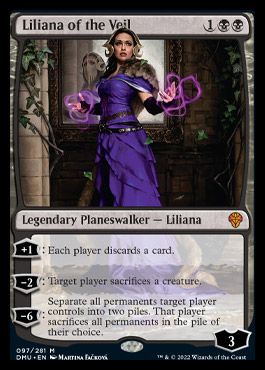 Liliana of the Veil 1
Legendary Planeswalker — Liliana
+1: Each player discards a card.
−2: Target player sacrifices a creature.
Separate all permanents target player
−6: controls into two piles. That player
sacrifices all permanents in the pile of
their choice.
3
097/281 M
DMU • EN MARTINA FAČKOVÁ ™ & © 2022 Wizards of the Coast